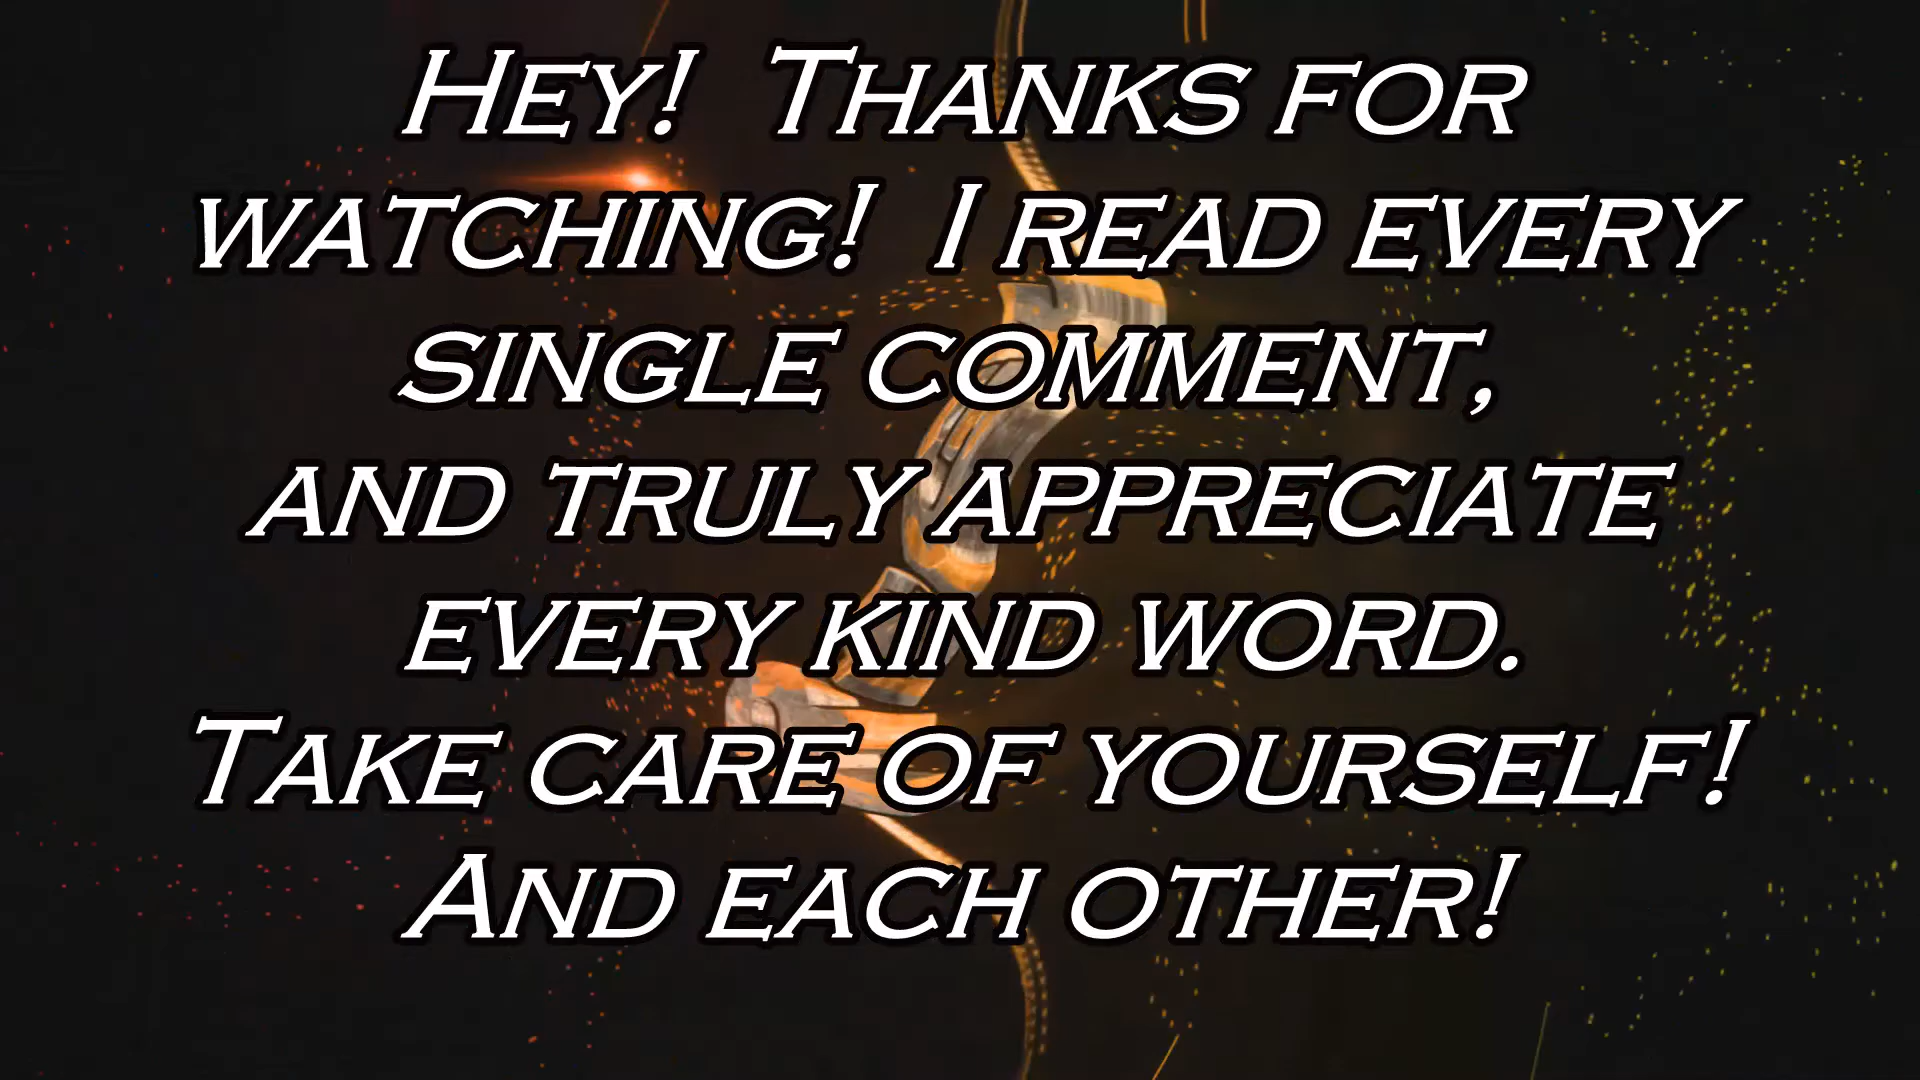 Hey!  Thanks for
watching!  I read every
single comment,
and truly appreciate
every kind word.
Take care of yourself!
And each other!